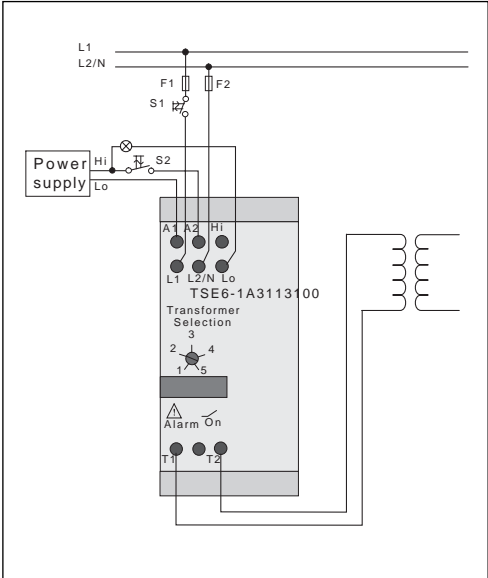 L1
L2/N
F1 F2
S1
S2
Power supply
Hi
Lo
A1 A2 Hi
L1 L2/N Lo
TSE6-1A3113100
Transformer
Selection
3
2 4
1 5
Alarm On
T1 T2